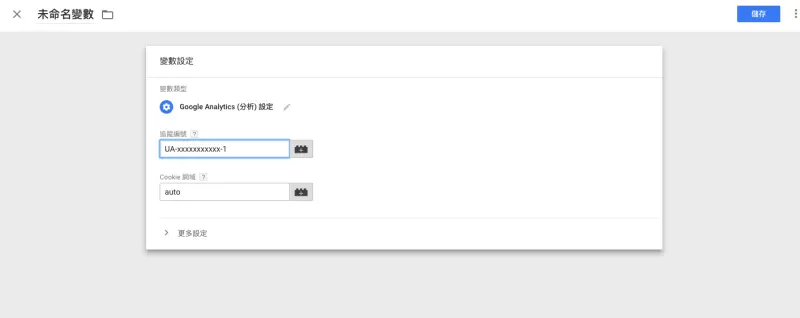 未命名變數
儲存
變數設定
變數類型
Google Analytics (分析) 設定
追蹤編號 ?
UA-xxxxxxxxxxx-1
Cookie 網域 ?
auto
更多設定